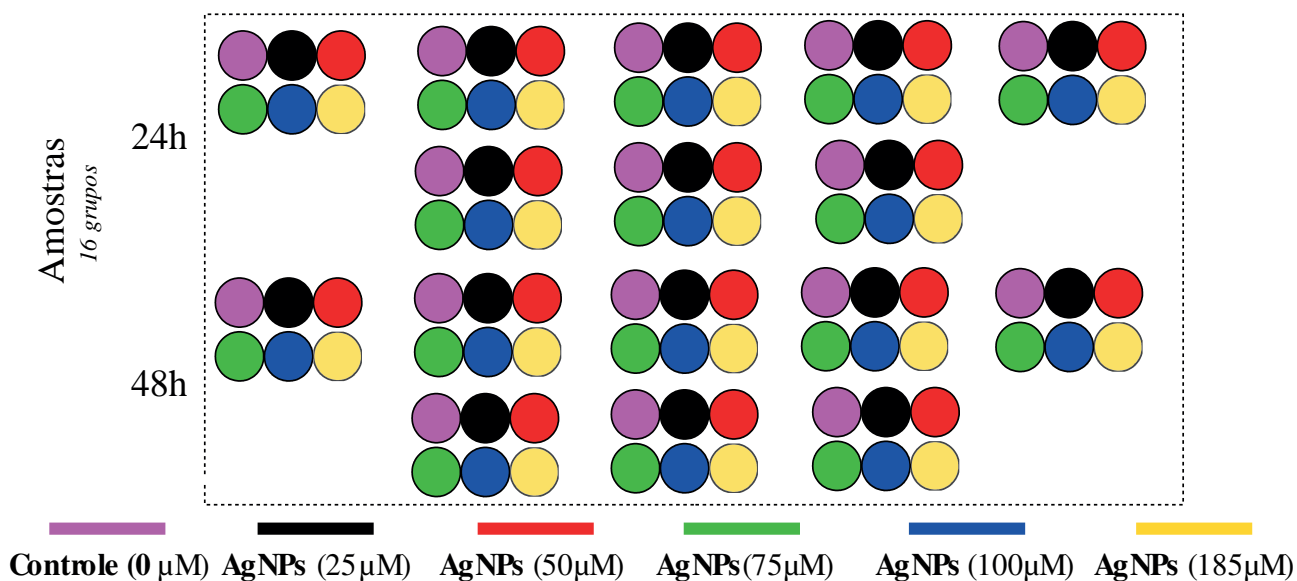 Amostras
16 grupos
24h
48h
Controle (0 µM) AgNPs (25µM) AgNPs (50µM) AgNPs(75µM) AgNPs (100µM) AgNPs (185µM)